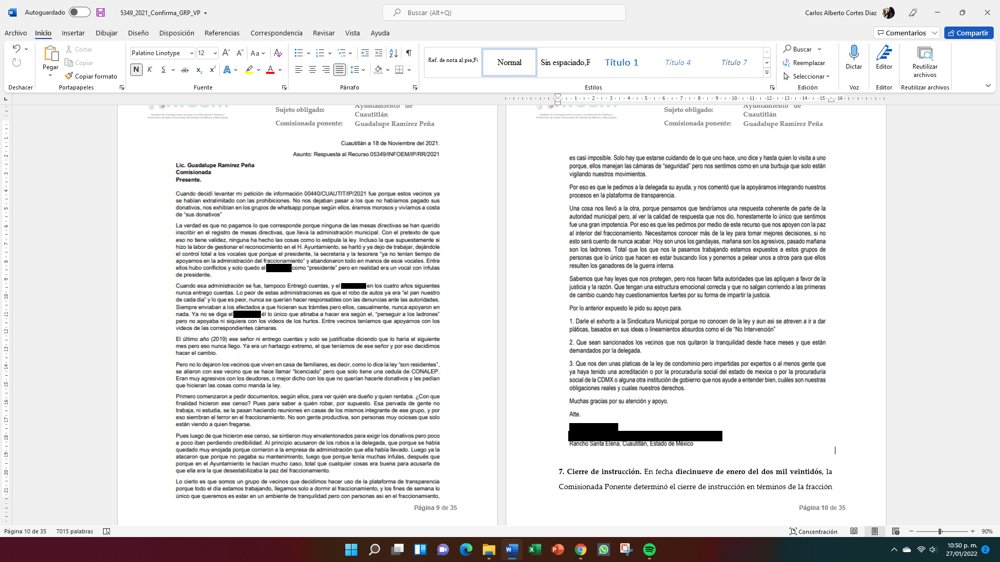 Autoguardado
5349_2021_Confirma_GRP_VP
Buscar (Alt+Q)
Carlos Alberto Cortes Diaz
Archivo Inicio Insertar Dibujar Diseño Disposición Referencias Correspondencia Revisar Vista Ayuda
Comentarios Compartir
Pegar
Cortar
Copiar
Copiar formato
Palatino Linotype 12
N K S ab
Ref. de nota al pie,Fo
Normal
Sin espaciado,F
Título 1
Título 4
Título 7
Buscar
Reemplazar
Seleccionar
Dictar
Editor
Reutilizar archivos
Deshacer Portapapeles Fuente Párrafo Estilos Edición Voz Editor Reutilizar archivos
1 2 3 4 5 6 7 8 9 10 11 12 13 14 15 16
Instituto de Transparencia, Acceso a la Información Pública y
Protección de Datos Personales del Estado de México y Municipios
Sujeto obligado:
Ayuntamiento de
Cuautitlán
Comisionada ponente: Guadalupe Ramírez Peña
Cuautitlán a 18 de Noviembre del 2021.
Asunto: Respuesta al Recurso 05349/INFOEM/IP/RR/2021
Lic. Guadalupe Ramírez Peña
Comisionada
Presente.
Cuando decidí levantar mi petición de información 00440/CUAUTIT/IP/2021 fue porque estos vecinos ya
se habían extralimitado con las prohibiciones. No nos dejaban pasar a los que no habíamos pagado sus
donativos, nos exhibían en los grupos de whatsapp porque según ellos, éramos morosos y vivíamos a costa
de “sus donativos”
La verdad es que no pagamos lo que corresponde porque ninguna de las mesas directivas se han querido
inscribir en el registro de mesas directivas, que lleva la administración municipal. Con el pretexto de que
eso no tiene validez, ninguna ha hecho las cosas como lo estipula la ley. Incluso la que supuestamente si
hizo la labor de gestionar el reconocimiento en el H. Ayuntamiento, se hartó y ya dejo de trabajar, dejándole
el control total a los vocales que porque el presidente, la secretaria y la tesorera “ya no tenían tiempo de
apoyarnos en la administración del fraccionamiento” y abandonaron todo en manos de esos vocales. Entre
ellos hubo conflictos y solo quedo el como “presidente” pero en realidad era un vocal con ínfulas
de presidente.
Cuando esa administración se fue, tampoco Entregó cuentas, y el en los cuatro años siguientes
nunca entrego cuentas. Lo peor de estas administraciones es que el robo de autos ya era “el pan nuestro
de cada dia” y lo que es peor, nunca se querían hacer responsables con las denuncias ante las autoridades.
Siempre enviaban a los afectados a que hicieran sus trámites pero ellos, casualmente, nunca apoyaron en
nada. Ya no se diga el él lo único que atinaba a hacer era según el, “perseguir a los ladrones”
pero no apoyaba ni siquiera con los videos de los hurtos. Entre vecinos teníamos que apoyarnos con los
videos de las correspondientes cámaras.
El último año (2019) ese señor ni entrego cuentas y solo se justificaba diciendo que lo haría el siguiente
mes pero eso nunca llego. Ya era un hartazgo extremo, el que teníamos de ese señor y por eso decidimos
hacer el cambio.
Pero no lo dejaron los vecinos que viven en casa de familiares, es decir, como lo dice la ley “son residentes”,
se aliaron con ese vecino que se hace llamar “licenciado” pero que solo tiene una cedula de CONALEP.
Eran muy agresivos con los deudores, o mejor dicho con los que no querían hacerle donativos y les pedían
que hicieran las cosas como manda la ley.
Primero comenzaron a pedir documentos, según ellos, para ver quién era dueño y quien rentaba. ¿Con que
finalidad hicieron ese censo? Pues para saber a quién robar, por supuesto. Esa parvada de gente no
trabaja, ni estudia, se la pasan haciendo reuniones en casas de los mismos integrante de ese grupo, y por
eso siembran el terror en el fraccionamiento. No son gente productiva, son personas muy ociosas que solo
están viendo a quien fregarse.
Pues luego de que hicieron ese censo, se sintieron muy envalentonados para exigir los donativos pero poco
a poco iban perdiendo credibilidad. Al principio acusaron de los robos a la delegada, que porque se había
quedado muy enojada porque corrieron a la empresa de administración que ella había llevado. Luego ya la
atacaron que porque no pagaba su mantenimiento, luego que porque tenía muchas ínfulas, después que
porque en el Ayuntamiento le hacían mucho caso, total que cualquier cosas era buena para acusarla de
que ella era la que desestabilizaba la paz del fraccionamiento.
Lo cierto es que somos un grupo de vecinos que decidimos hacer uso de la plataforma de transparencia
porque todo el día estamos trabajando, llegamos solo a dormir al fraccionamiento, y los fines de semana lo
único que queremos es estar en un ambiente de tranquilidad pero con personas asi en el fraccionamiento,
Página 9 de 35
Instituto de Transparencia, Acceso a la Información Pública y
Protección de Datos Personales del Estado de México y Municipios
Sujeto obligado:
Ayuntamiento de
Cuautitlán
Comisionada ponente: Guadalupe Ramírez Peña
es casi imposible. Solo hay que estarse cuidando de lo que uno hace, uno dice y hasta quien lo visita a uno
porque, ellos manejan las cámaras de “seguridad” pero nos sentimos como en una burbuja que solo están
vigilando nuestros movimientos.
Por eso es que le pedimos a la delegada su ayuda, y nos comentó que la apoyáramos integrando nuestros
procesos en la plataforma de transparencia.
Una cosa nos llevó a la otra, porque pensamos que tendríamos una respuesta coherente de parte de la
autoridad municipal pero, al ver la calidad de respuesta que nos dio, honestamente lo único que sentimos
fue una gran impotencia. Por eso es que les pedimos por medio de este recurso que nos apoyen con la paz
al interior del fraccionamiento. Necesitamos conocer más de la ley para tomar mejores decisiones, si no
esto será cuento de nunca acabar. Hoy son unos los gandayas, mañana son los agresivos, pasado mañana
son los ladrones. Total que los que nos la pasamos trabajando estamos expuestos a estos grupos de
personas que lo único que hacen es estar buscando líos y ponernos a pelear unos a otros para que ellos
resulten los ganadores de la guerra interna.
Sabemos que hay leyes que nos protegen, pero nos hacen falta autoridades que las apliquen a favor de la
justicia y la razón. Que tengan una estructura emocional correcta y que no salgan corriendo a las primeras
de cambio cuando hay cuestionamientos fuertes por su forma de impartir la justicia.
Por lo anterior expuesto le pido su apoyo para.
1. Darle el exhorto a la Sindicatura Municipal porque no conocen de la ley y aun asi se atreven a ir a dar
pláticas, basados en sus ideas o lineamientos absurdos como el de “No Intervención”
2. Que sean sancionados los vecinos que nos quitaron la tranquilidad desde hace meses y que están
demandados por la delegada.
3. Que nos den unas platicas de la ley de condominio pero impartidas por expertos o al menos gente que
ya haya tenido una acreditación o por la procuraduría social del estado de mexica o por la procuraduría
social de la CDMX o alguna otra institución de gobierno que nos ayude a entender bien, cuáles son nuestras
obligaciones reales y cuales nuestros derechos.
Muchas gracias por su atención y apoyo.
Atte.
Rancho Santa Elena, Cuautitlán, Estado de México
7. Cierre de instrucción. En fecha diecinueve de enero del dos mil veintidós, la
Comisionada Ponente determinó el cierre de instrucción en términos de la fracción
Página 10 de 35
Página 10 de 35 7015 palabras
Concentración
90%
10:50 p. m.
27/01/2022
2